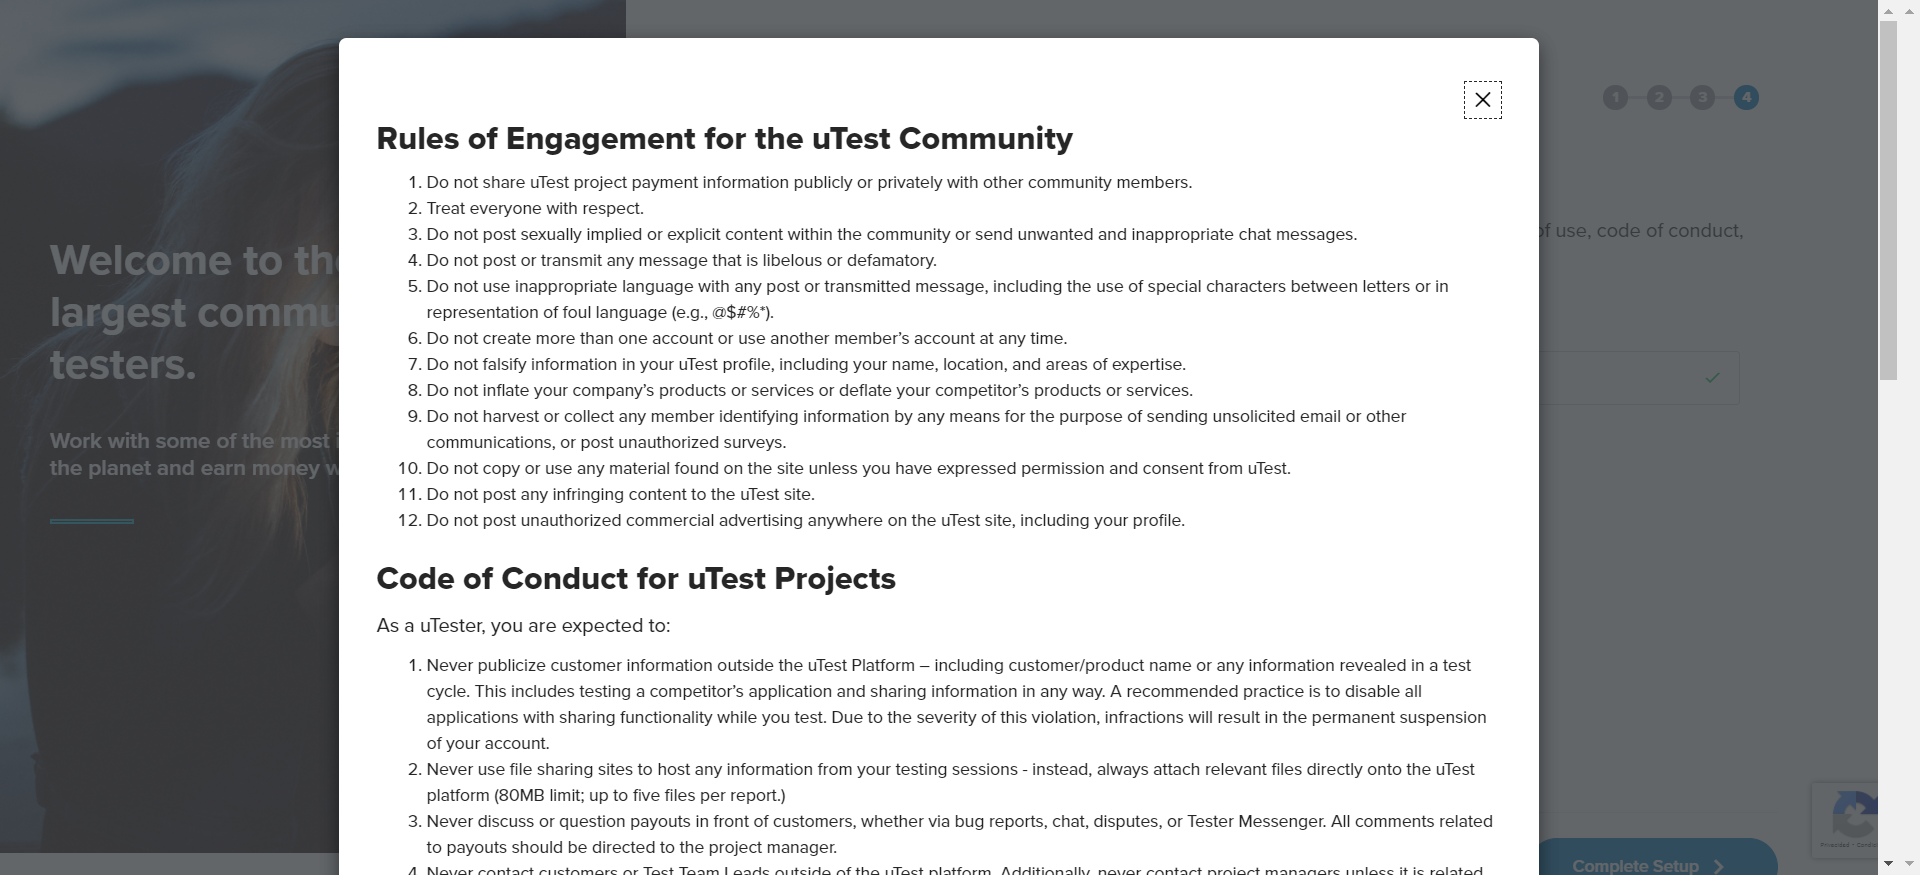 Rules of Engagement for the uTest Community
1. Do not share uTest project payment information publicly or privately with other community members.
2. Treat everyone with respect.
3. Do not post sexually implied or explicit content within the community or send unwanted and inappropriate chat messages.
4. Do not post or transmit any message that is libelous or defamatory.
5. Do not use inappropriate language with any post or transmitted message, including the use of special characters between letters or in
representation of foul language (e.g., @$#%*).
6. Do not create more than one account or use another member’s account at any time.
7. Do not falsify information in your uTest profile, including your name, location, and areas of expertise.
8. Do not inflate your company’s products or services or deflate your competitor’s products or services.
9. Do not harvest or collect any member identifying information by any means for the purpose of sending unsolicited email or other
communications, or post unauthorized surveys.
10. Do not copy or use any material found on the site unless you have expressed permission and consent from uTest.
11. Do not post any infringing content to the uTest site.
12. Do not post unauthorized commercial advertising anywhere on the uTest site, including your profile.
Code of Conduct for uTest Projects
As a uTester, you are expected to:
1. Never publicize customer information outside the uTest Platform – including customer/product name or any information revealed in a test
cycle. This includes testing a competitor’s application and sharing information in any way. A recommended practice is to disable all
applications with sharing functionality while you test. Due to the severity of this violation, infractions will result in the permanent suspension
of your account.
2. Never use file sharing sites to host any information from your testing sessions - instead, always attach relevant files directly onto the uTest
platform (80MB limit; up to five files per report.)
3. Never discuss or question payouts in front of customers, whether via bug reports, chat, disputes, or Tester Messenger. All comments related
to payouts should be directed to the project manager.
4. Never contact customers or Test Team Leads outside of the uTest platform. Additionally, never contact project managers unless it is related
Welcome to the
largest commu
testers.
Work with some of the most i
the planet and earn money w
1 2 3 4
of use, code of conduct,
Complete Setup